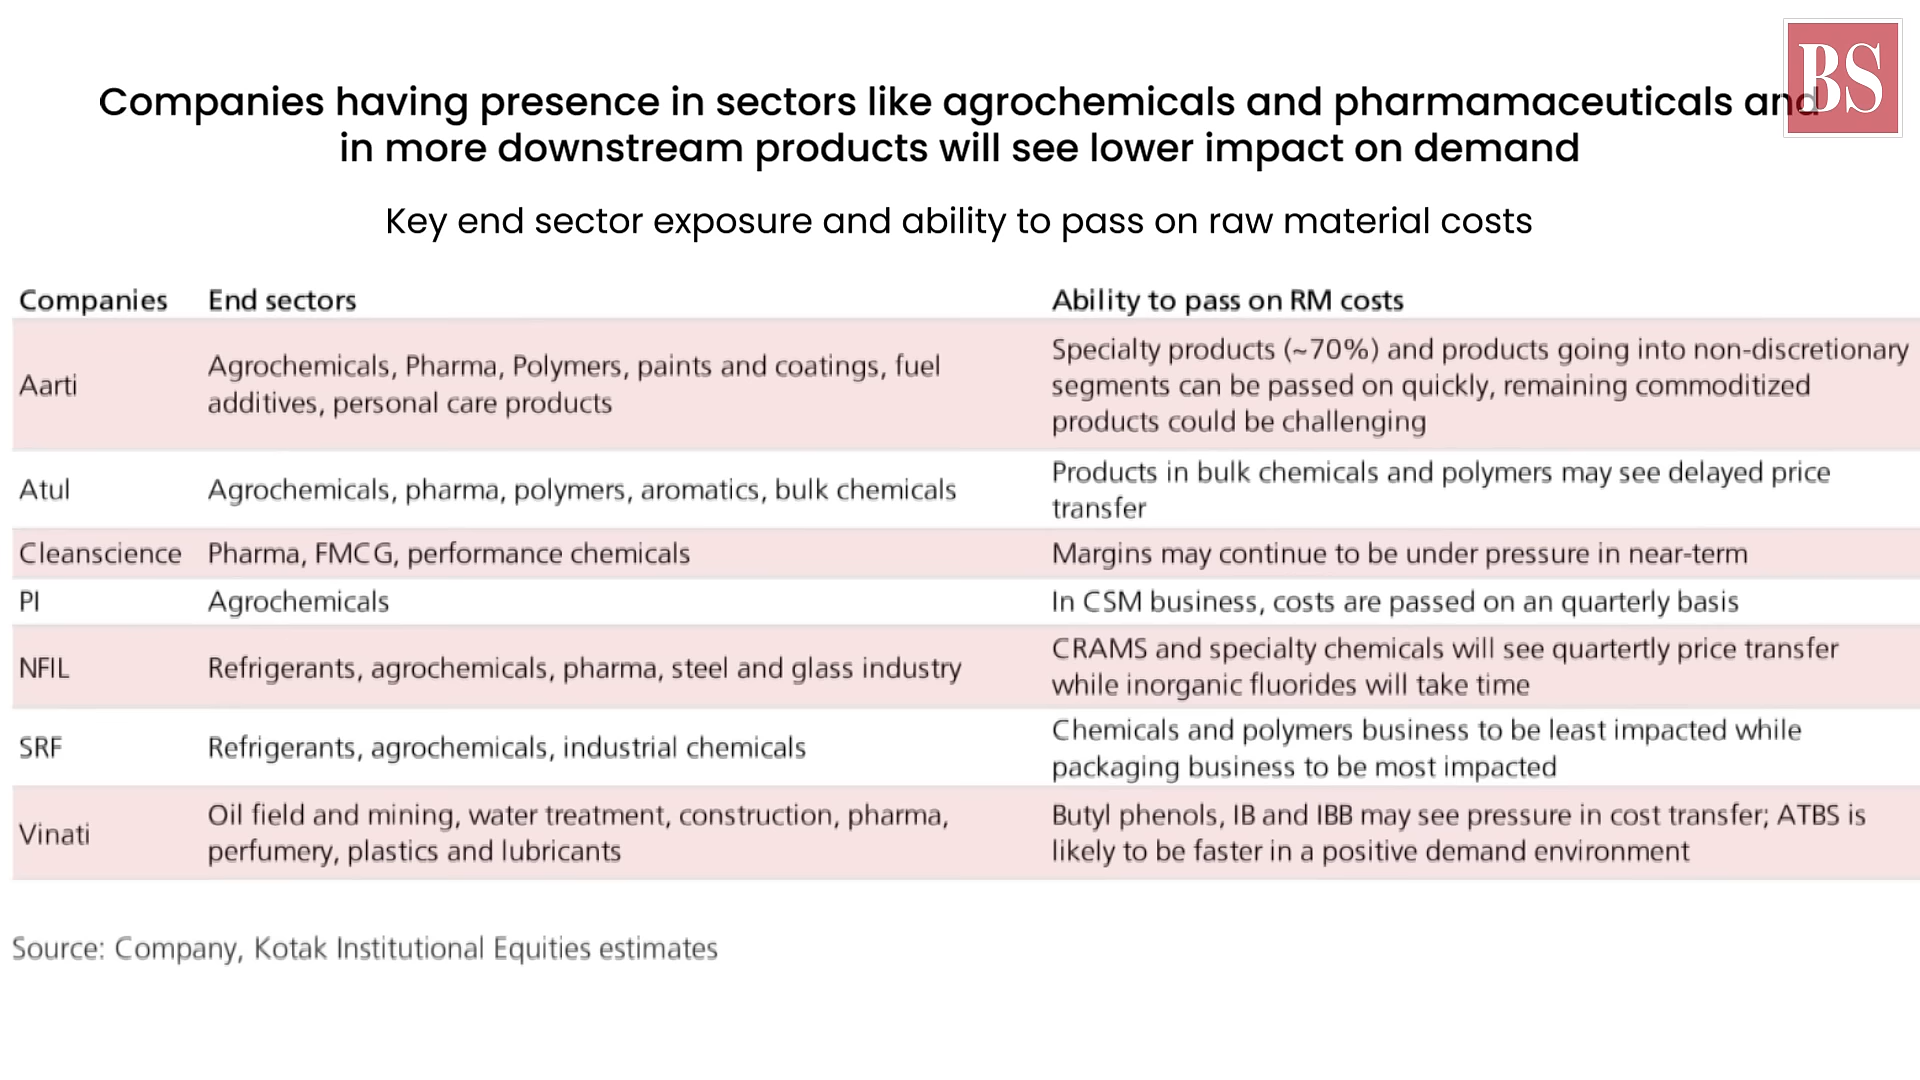 BS
Companies having presence in sectors like agrochemicals and pharmamaceuticals and
in more downstream products will see lower impact on demand
Key end sector exposure and ability to pass on raw material costs
Companies End sectors Ability to pass on RM costs
Aarti
Agrochemicals, Pharma, Polymers, paints and coatings, fuel
additives, personal care products
Specialty products (~70%) and products going into non-discretionary
segments can be passed on quickly, remaining commoditized
products could be challenging
Atul
Agrochemicals, pharma, polymers, aromatics, bulk chemicals
Products in bulk chemicals and polymers may see delayed price
transfer
Cleanscience Pharma, FMCG, performance chemicals Margins may continue to be under pressure in near-term
PI Agrochemicals In CSM business, costs are passed on an quarterly basis
NFIL
Refrigerants, agrochemicals, pharma, steel and glass industry
CRAMS and specialty chemicals will see quartertly price transfer
while inorganic fluorides will take time
SRF
Refrigerants, agrochemicals, industrial chemicals
Chemicals and polymers business to be least impacted while
packaging business to be most impacted
Vinati
Oil field and mining, water treatment, construction, pharma,
perfumery, plastics and lubricants
Butyl phenols, IB and IBB may see pressure in cost transfer; ATBS is
likely to be faster in a positive demand environment
Source: Company, Kotak Institutional Equities estimates